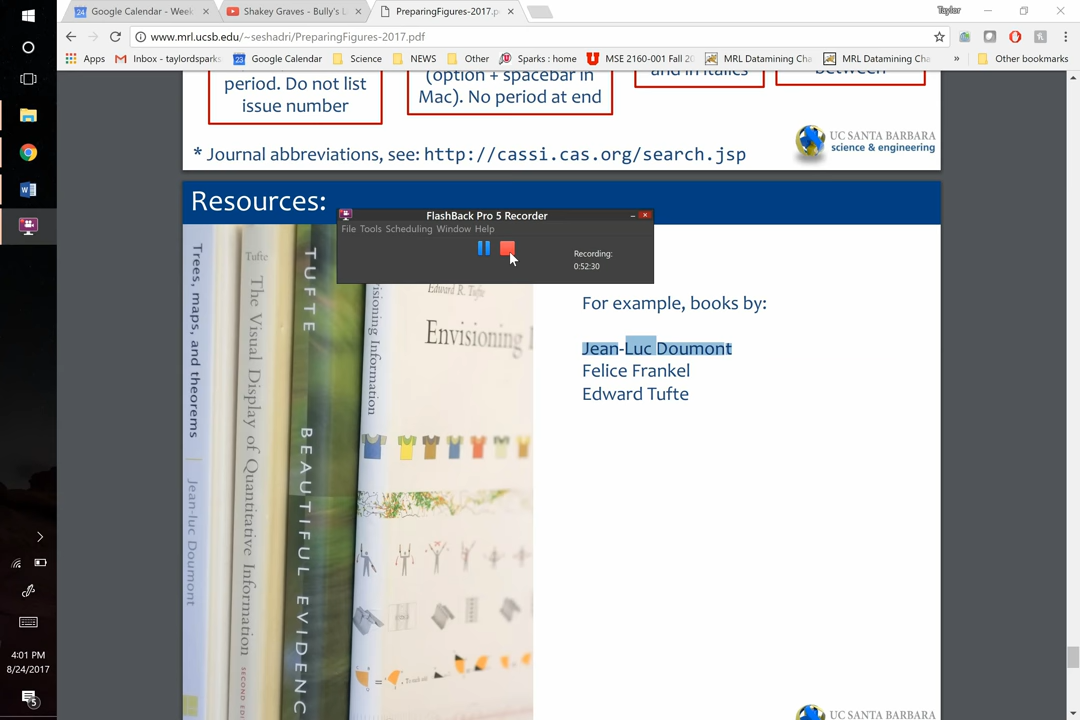 Google Calendar - Week
Shakey Graves - Bully's L
PreparingFigures-2017.p
Taylor
www.mrl.ucsb.edu/~seshadri/PreparingFigures-2017.pdf
Apps
Inbox - taylordsparks
Google Calendar
Science
NEWS
Other
Sparks : home
MSE 2160-001 Fall 20
MRL Datamining Cha
MRL Datamining Cha
»
Other bookmarks
period. Do not list
issue number
(option + spacebar in
Mac). No period at end
and in italics
between
* Journal abbreviations, see: http://cassi.cas.org/search.jsp
UC SANTA BARBARA
science & engineering
Resources:
FlashBack Pro 5 Recorder
File Tools Scheduling Window Help
Recording:
0:52:30
For example, books by:
Jean-Luc Doumont
Felice Frankel
Edward Tufte
Trees, maps, and theorems
Jean-luc Doumont
Tufte
The Visual Display of Quantitative Information
SECOND EDI
TUFTE
BEAUTIFUL EVIDENC
sioning Information
Edward R. Tufte
Envisioning I
4:01 PM
8/24/2017
5
UC SANTA BARBARA